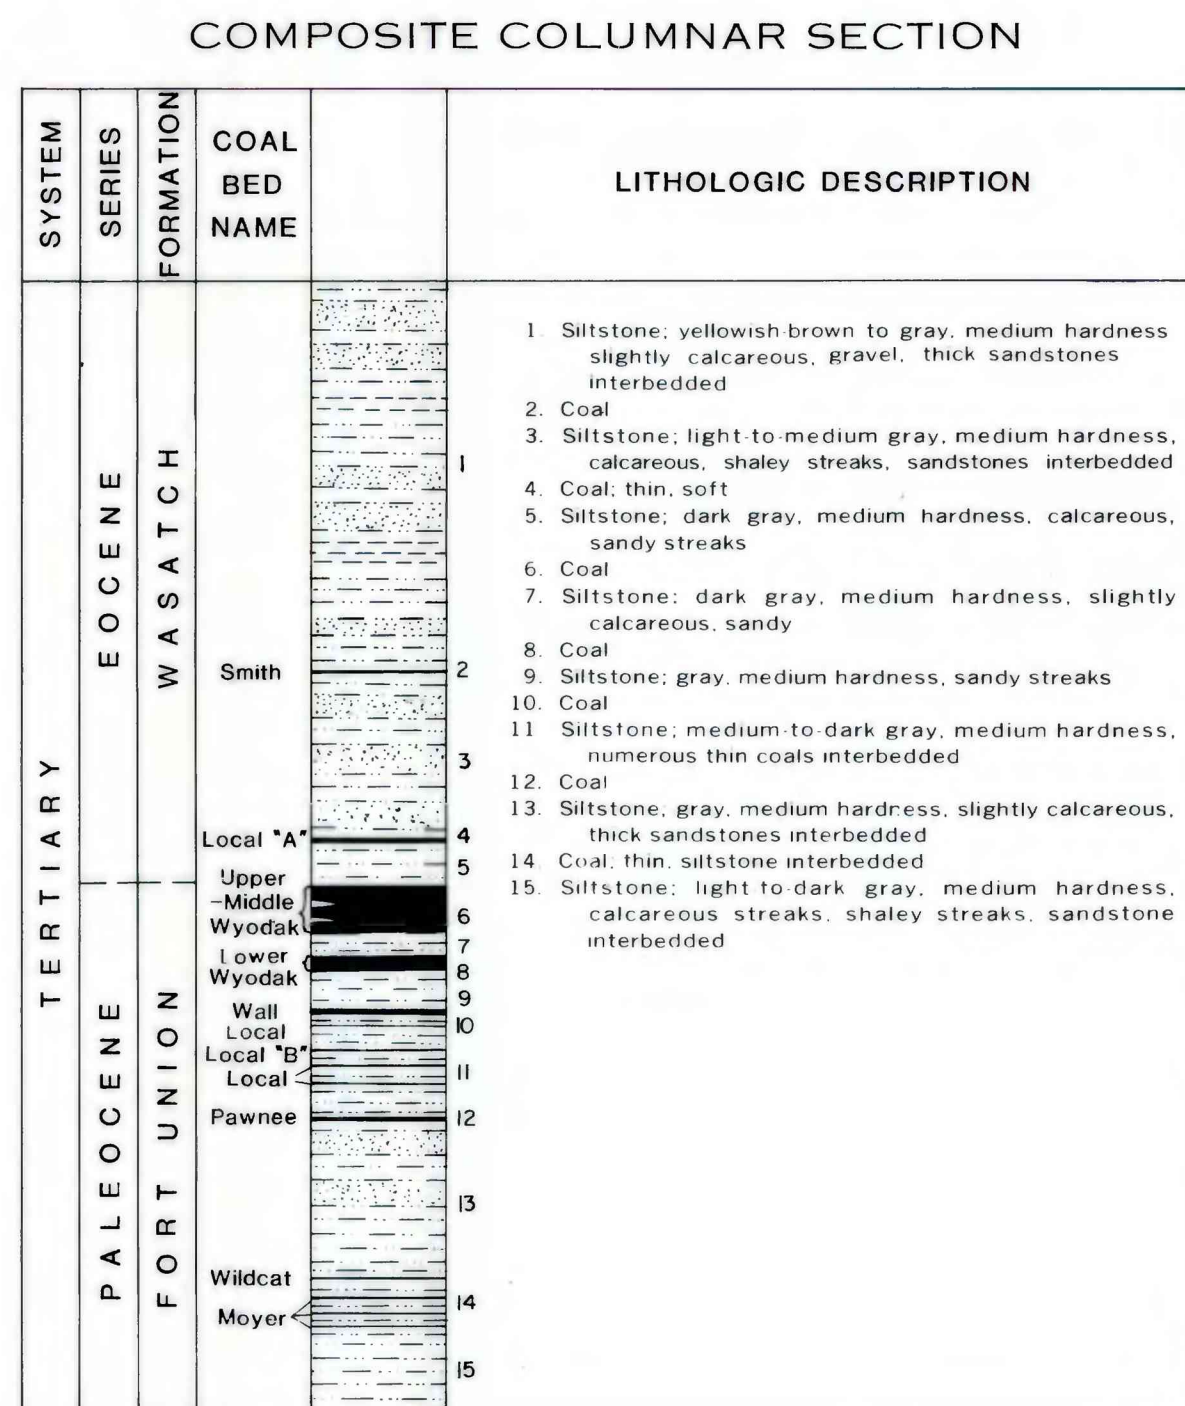 COMPOSITE COLUMNAR SECTION
SYSTEM
SERIES
FORMATION
COAL
BED
NAME
LITHOLOGIC DESCRIPTION
TERTIARY
EOCENE
PALEOCENE
WASATCH
FORT UNION
Smith
Local "A"
Upper
-Middle
Wyodak
Lower
Wyodak
Wall
Local
Local "B"
Local
Pawnee
Wildcat
Moyer
1
2
3
4
5
6
7
8
9
10
11
12
13
14
15
1 Siltstone; yellowish-brown to gray, medium hardness
slightly calcareous, gravel, thick sandstones
interbedded
2. Coal
3. Siltstone; light-to-medium gray, medium hardness,
calcareous, shaley streaks, sandstones interbedded
4. Coal; thin, soft
5. Siltstone; dark gray, medium hardness, calcareous,
sandy streaks
6. Coal
7. Siltstone: dark gray, medium hardness, slightly
calcareous, sandy
8. Coal
9. Siltstone; gray, medium hardness, sandy streaks
10. Coal
11 Siltstone; medium-to-dark gray, medium hardness,
numerous thin coals interbedded
12. Coal
13. Siltstone, gray, medium hardness, slightly calcareous,
thick sandstones interbedded
14 Coal; thin, siltstone interbedded
15. Siltstone; light to-dark gray, medium hardness,
calcareous streaks, shaley streaks, sandstone
interbedded